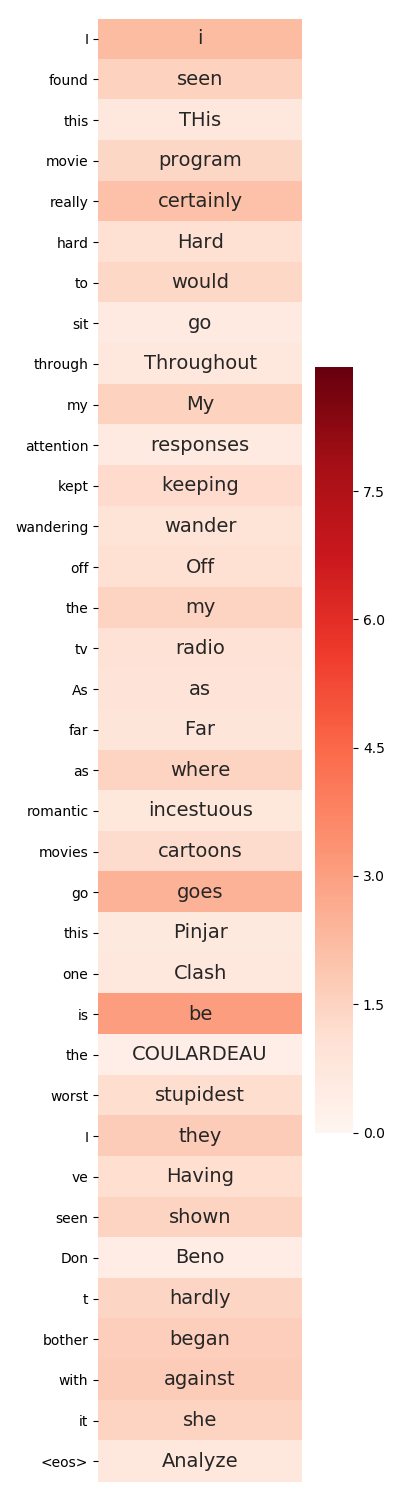 I i
found seen
this THis
movie program
really certainly
hard Hard
to would
sit go
through Throughout
my My
attention responses
kept keeping
wandering wander
off Off
the my
tv radio
As as
far Far
as where
romantic incestuous
movies cartoons
go goes
this Pinjar
one Clash
is be
the COULARDEAU
worst stupidest
I they
ve Having
seen shown
Don Beno
t hardly
bother began
with against
it she
<eos> Analyze
7.5
6.0
4.5
3.0
1.5
0.0